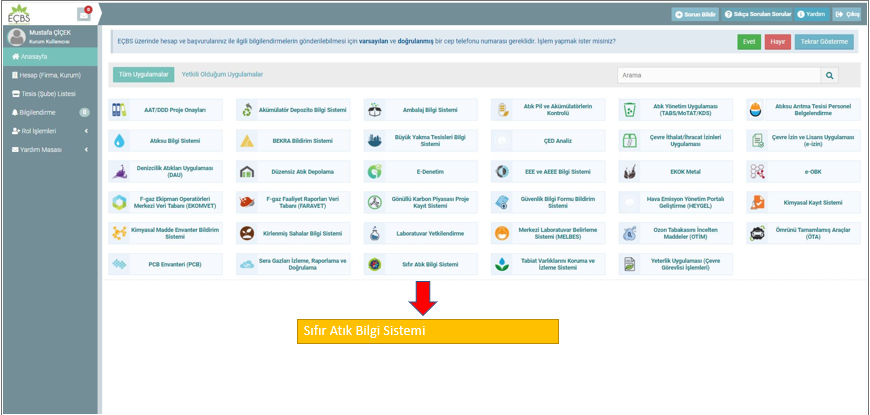 EÇBS
9
Mustafa ÇİÇEK
Kurum Kullanıcısı
Sorun Bildir
Sıkça Sorulan Sorular
Yardım
Çıkış
Anasayfa
Hesap (Firma, Kurum)
Tesis (Şube) Listesi
Bilgilendirme
0
Rol İşlemleri
Yardım Masası
EÇBS üzerinde hesap ve başvurularınız ile ilgili bilgilendirmelerin gönderilebilmesi için varsayılan ve doğrulanmış bir cep telefonu numarası gereklidir. İşlem yapmak ister misiniz?
Evet
Hayır
Tekrar Gösterme
Tüm Uygulamalar
Yetkili Olduğum Uygulamalar
Arama
AAT/DDD Proje Onayları
Akümülatör Depozito Bilgi Sistemi
Ambalaj Bilgi Sistemi
Atık Pil ve Akümülatörlerin
Kontrolü
Atık Yönetim Uygulaması
(TABS/MoTAT/KDS)
Atıksu Arıtma Tesisi Personel
Belgelendirme
Atıksu Bilgi Sistemi
BEKRA Bildirim Sistemi
Büyük Yakma Tesisleri Bilgi
Sistemi
ÇED Analiz
Çevre İthalat/İhracat İzinleri
Uygulaması
Çevre İzin ve Lisans Uygulaması
(e-izin)
Denizcilik Atıkları Uygulaması
(DAU)
Düzensiz Atık Depolama
E-Denetim
EEE ve AEEE Bilgi Sistemi
EKOK Metal
e-OBK
F-gaz Ekipman Operatörleri
Merkezi Veri Tabanı (EKOMVET)
F-gaz Faaliyet Raporları Veri
Tabanı (FARAVET)
Gönüllü Karbon Piyasası Proje
Kayıt Sistemi
Güvenlik Bilgi Formu Bildirim
Sistemi
Hava Emisyon Yönetim Portalı
Geliştirme (HEYGEL)
Kimyasal Kayıt Sistemi
Kimyasal Madde Envanter Bildirim
Sistemi
Kirlenmiş Sahalar Bilgi Sistemi
Laboratuvar Yetkilendirme
Merkezi Laboratuvar Belirleme
Sistemi (MELBES)
Ozon Tabakasını İncelten
Maddeler (OTİM)
Ömrünü Tamamlamış Araçlar
(ÖTA)
PCB Envanteri (PCB)
Sera Gazları İzleme, Raporlama ve
Doğrulama
Sıfır Atık Bilgi Sistemi
Tabiat Varlıklarını Koruma ve
İzleme Sistemi
Yeterlik Uygulaması (Çevre
Görevlisi İşlemleri)
Sıfır Atık Bilgi Sistemi